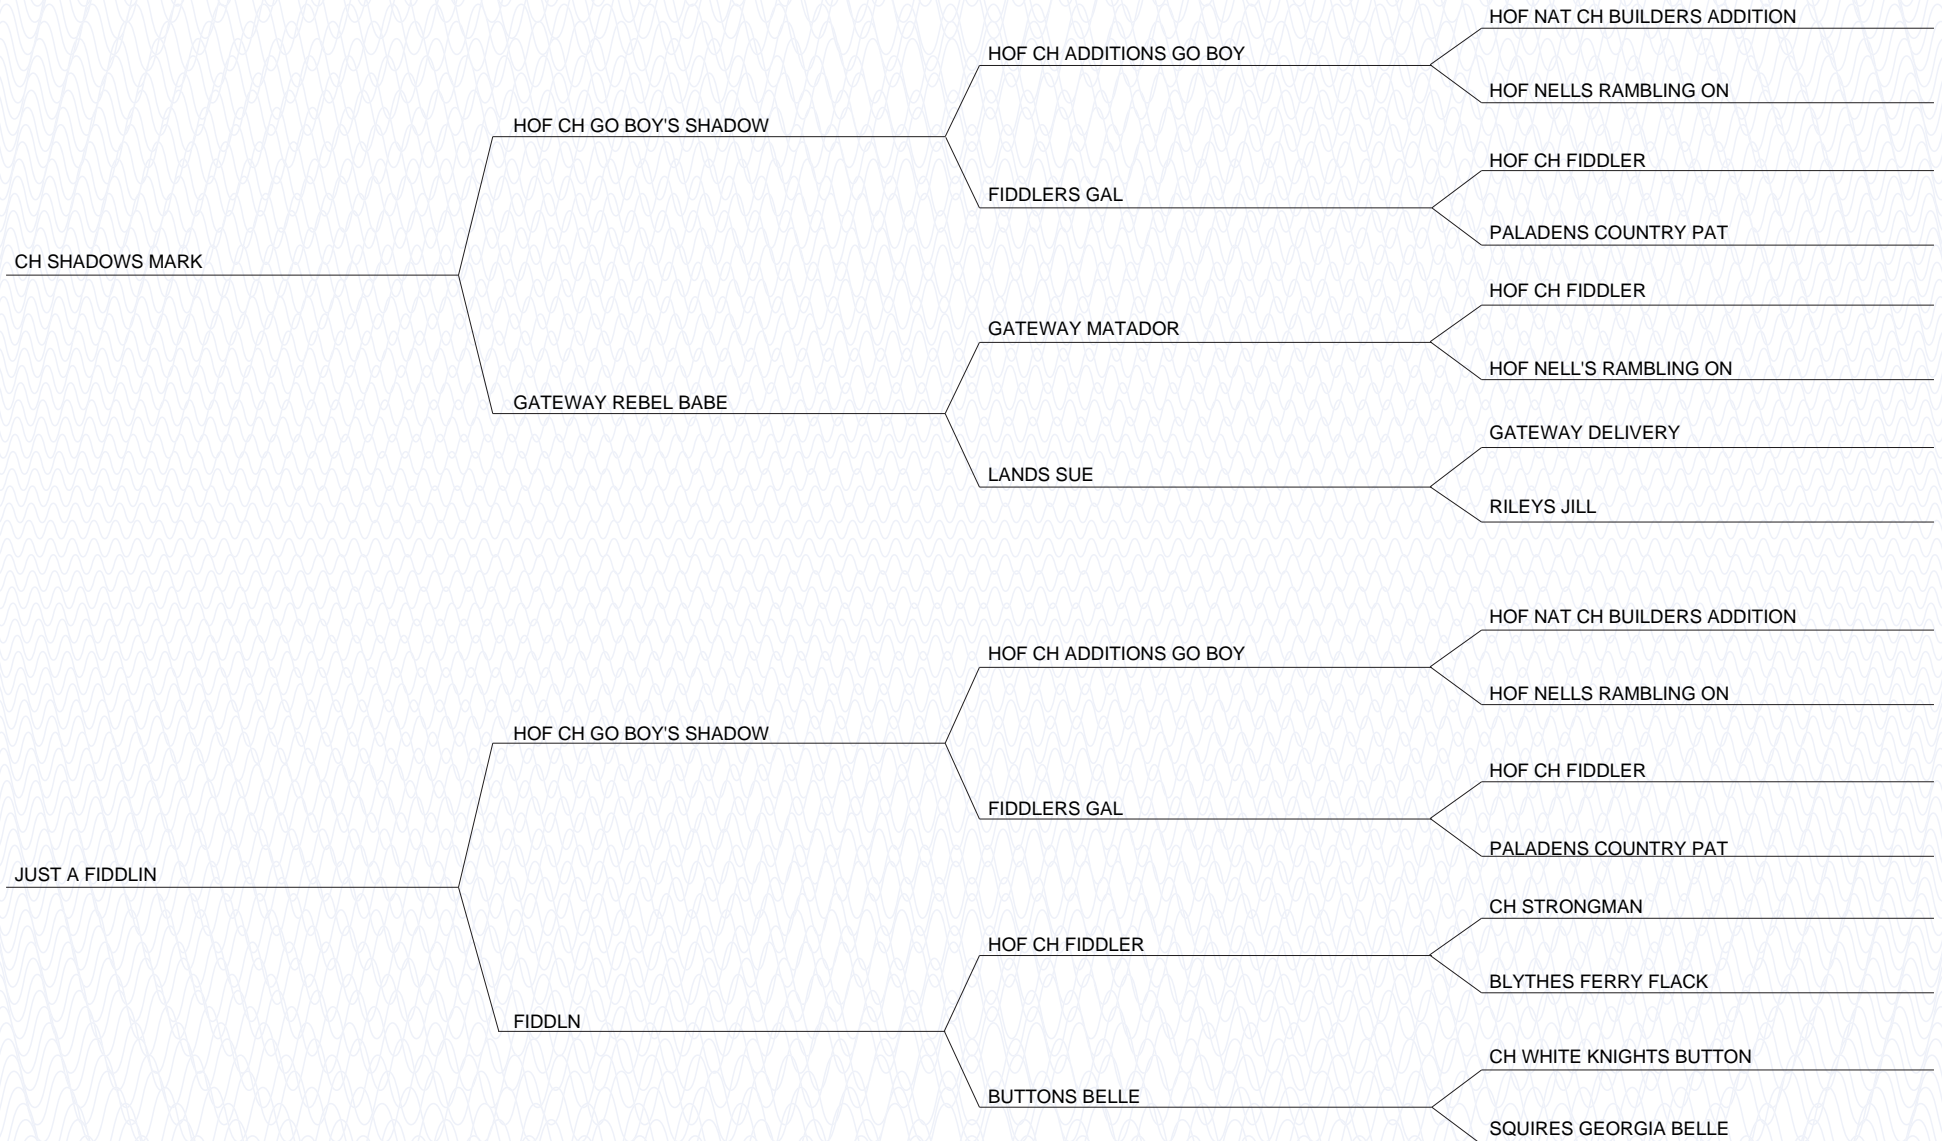 HOF NAT CH BUILDERS ADDITION
HOF CH ADDITIONS GO BOY
HOF NELLS RAMBLING ON
HOF CH GO BOY'S SHADOW
HOF CH FIDDLER
FIDDLERS GAL
PALADENS COUNTRY PAT
CH SHADOWS MARK
HOF CH FIDDLER
GATEWAY MATADOR
HOF NELL'S RAMBLING ON
GATEWAY REBEL BABE
GATEWAY DELIVERY
LANDS SUE
RILEYS JILL
HOF NAT CH BUILDERS ADDITION
HOF CH ADDITIONS GO BOY
HOF NELLS RAMBLING ON
HOF CH GO BOY'S SHADOW
HOF CH FIDDLER
FIDDLERS GAL
PALADENS COUNTRY PAT
JUST A FIDDLIN
CH STRONGMAN
HOF CH FIDDLER
BLYTHES FERRY FLACK
FIDDLN
CH WHITE KNIGHTS BUTTON
BUTTONS BELLE
SQUIRES GEORGIA BELLE